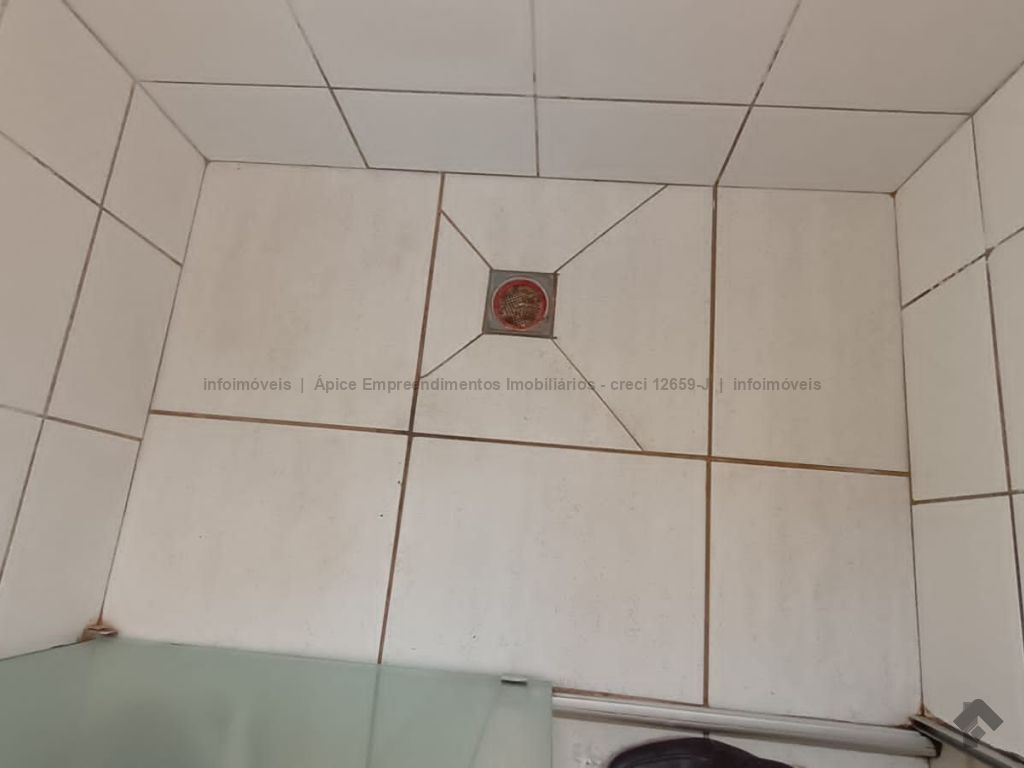 infoimóveis | Ápice Empreendimentos Imobiliários - creci 12659-J | infoimóveis